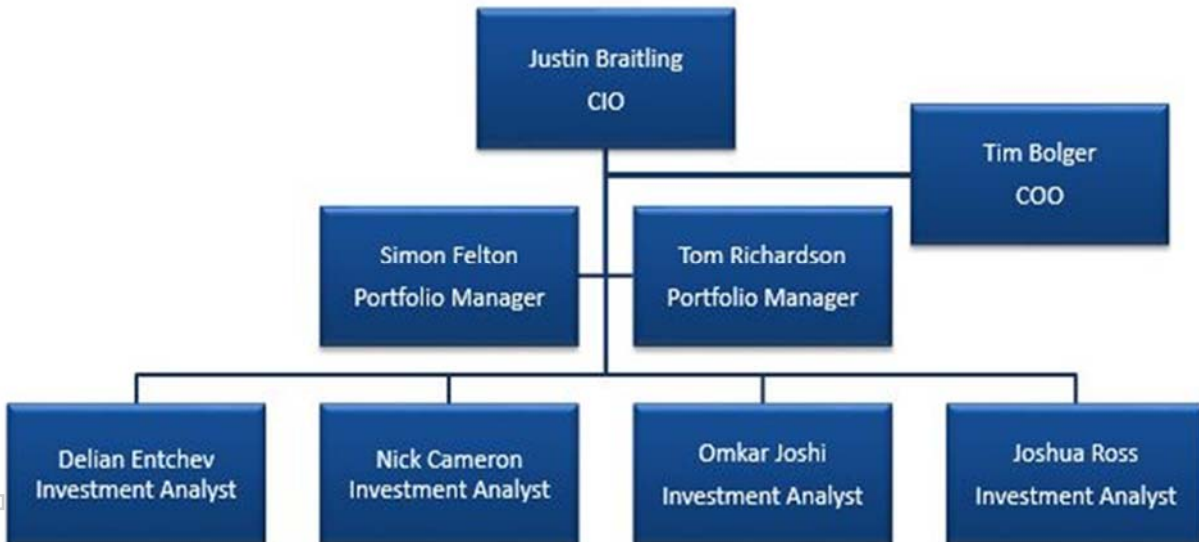 Justin Braitling
CIO
Tim Bolger
COO
Simon Felton
Portfolio Manager
Tom Richardson
Portfolio Manager
Delian Entchev
Investment Analyst
Nick Cameron
Investment Analyst
Omkar Joshi
Investment Analyst
Joshua Ross
Investment Analyst